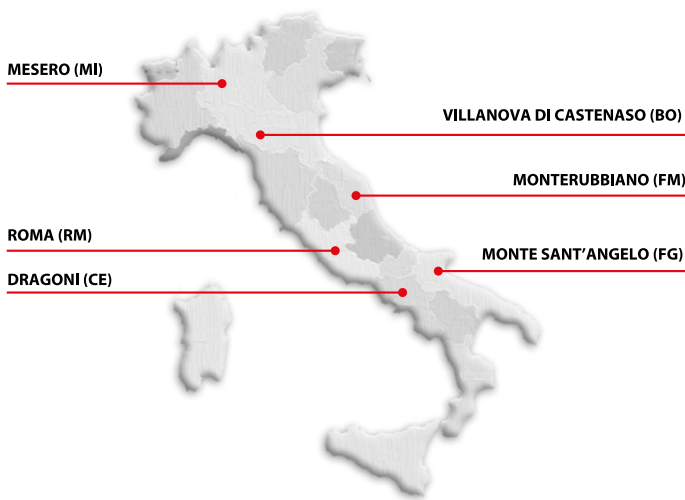 MESERO (MI)
VILLANOVA DI CASTENASO (BO)
MONTERUBBIANO (FM)
ROMA (RM)
MONTE SANT'ANGELO (FG)
DRAGONI (CE)